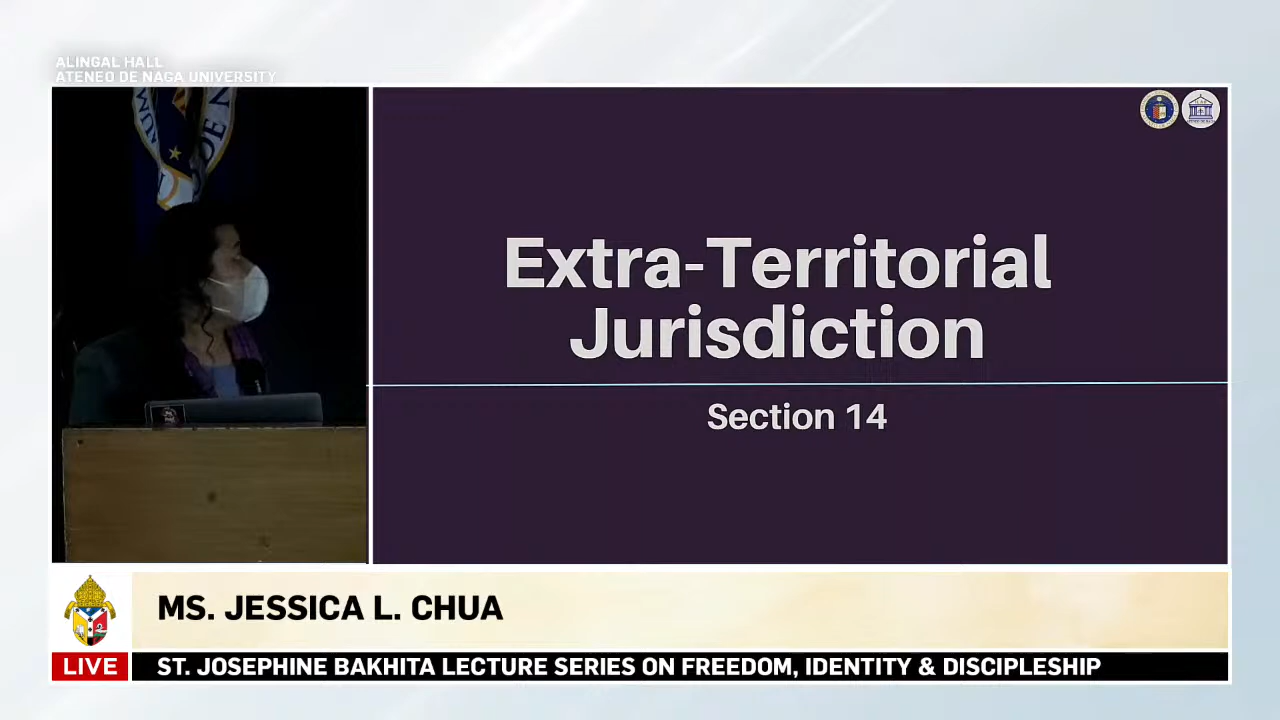 ALINGAL HALL
ATENEO DE NAGA UNIVERSITY
Extra-Territorial
Jurisdiction
Section 14
MS. JESSICA L. CHUA
LIVE
ST. JOSEPHINE BAKHITA LECTURE SERIES ON FREEDOM, IDENTITY & DISCIPLESHIP